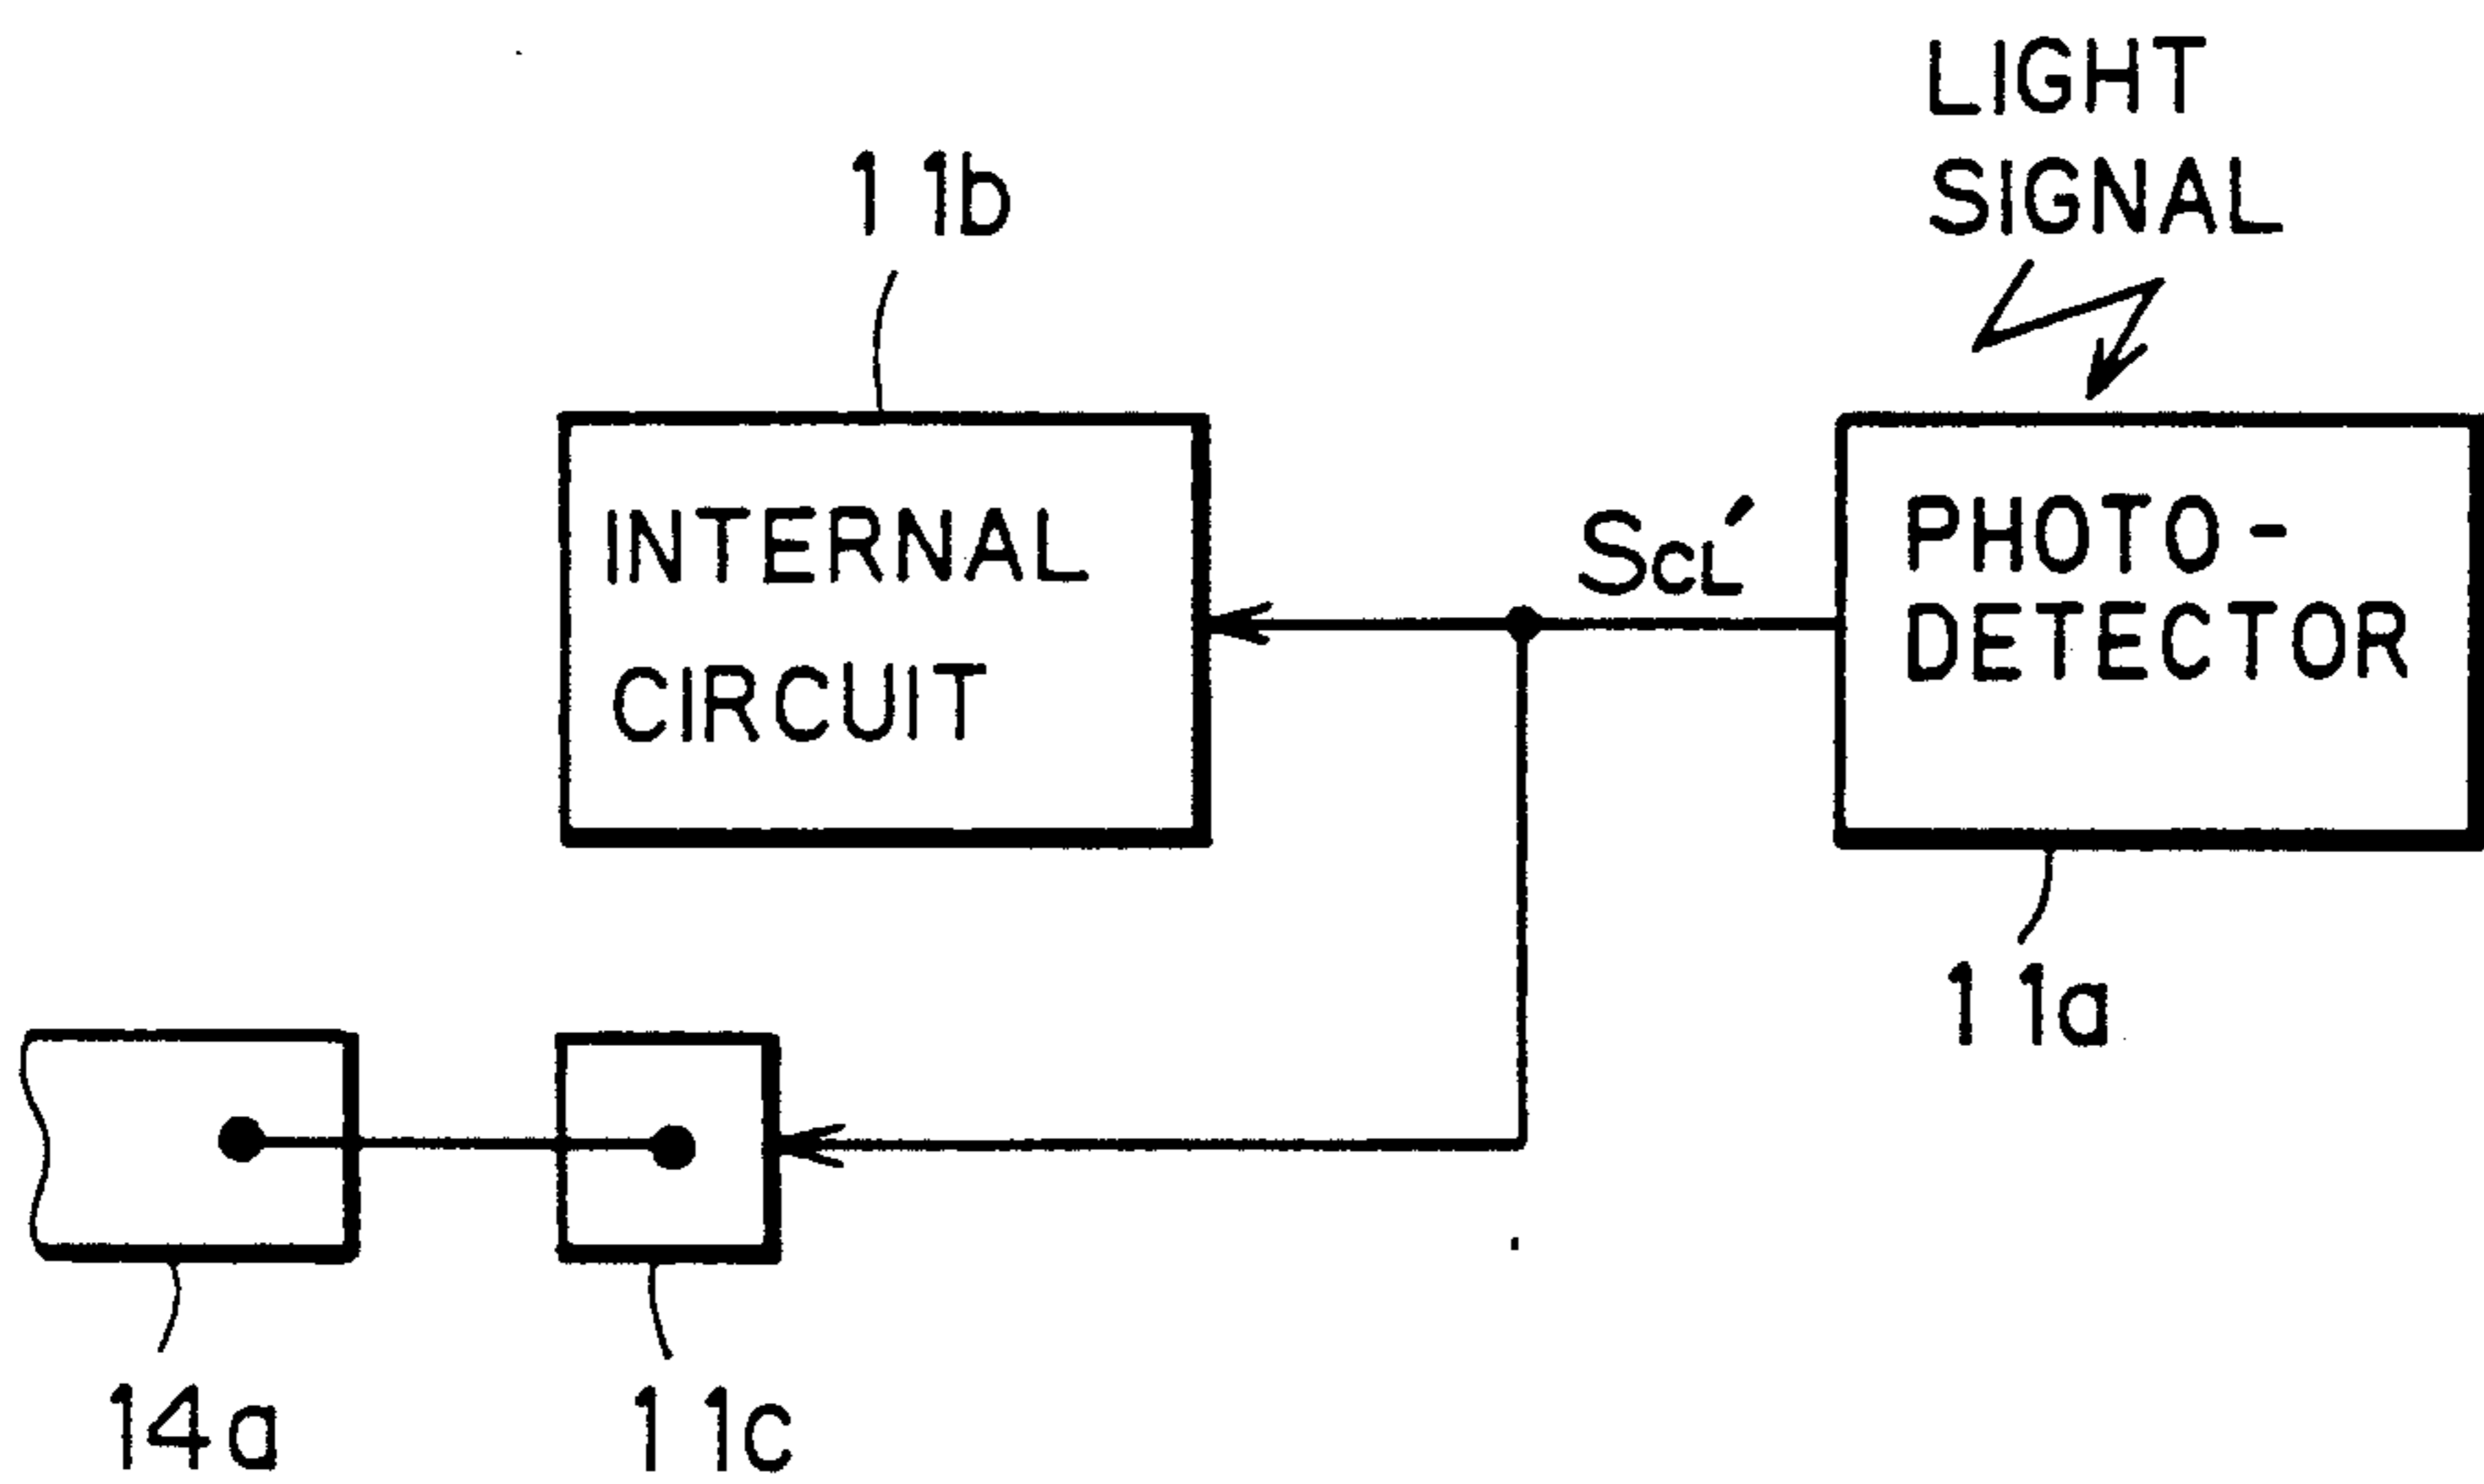 LIGHT
SIGNAL
11b
INTERNAL
CIRCUIT
SCL′
PHOTO-
DETECTOR
11a
14a
11c